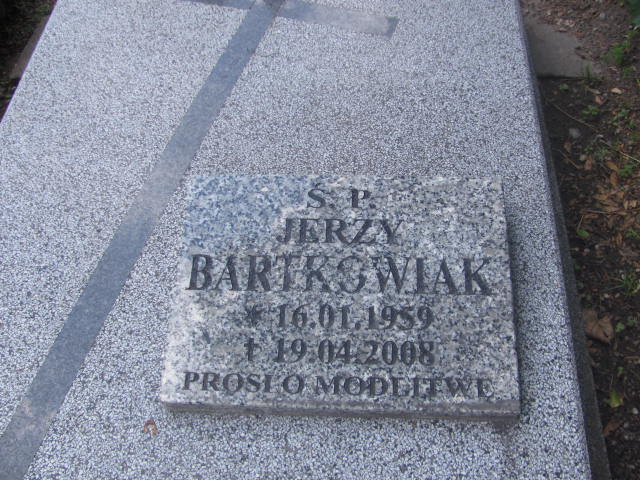 Ś. P.
JERZY
BARTKOWIAK
* 16.01.1959
† 19.04.2008
PROSI O MODLITWĘ